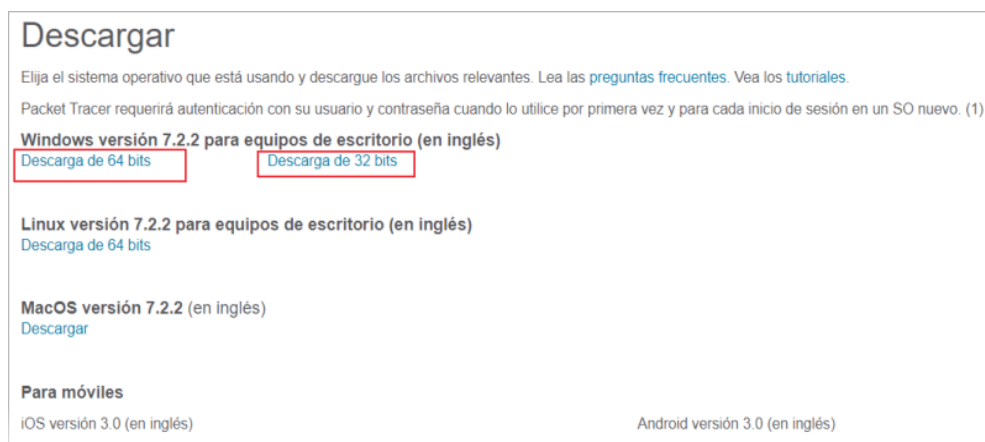 Descargar
Elija el sistema operativo que está usando y descargue los archivos relevantes. Lea las preguntas frecuentes. Vea los tutoriales.
Packet Tracer requerirá autenticación con su usuario y contraseña cuando lo utilice por primera vez y para cada inicio de sesión en un SO nuevo. (1)
Windows versión 7.2.2 para equipos de escritorio (en inglés)
Descarga de 64 bits Descarga de 32 bits
Linux versión 7.2.2 para equipos de escritorio (en inglés)
Descarga de 64 bits
MacOS versión 7.2.2 (en inglés)
Descargar
Para móviles
iOS versión 3.0 (en inglés) Android versión 3.0 (en inglés)